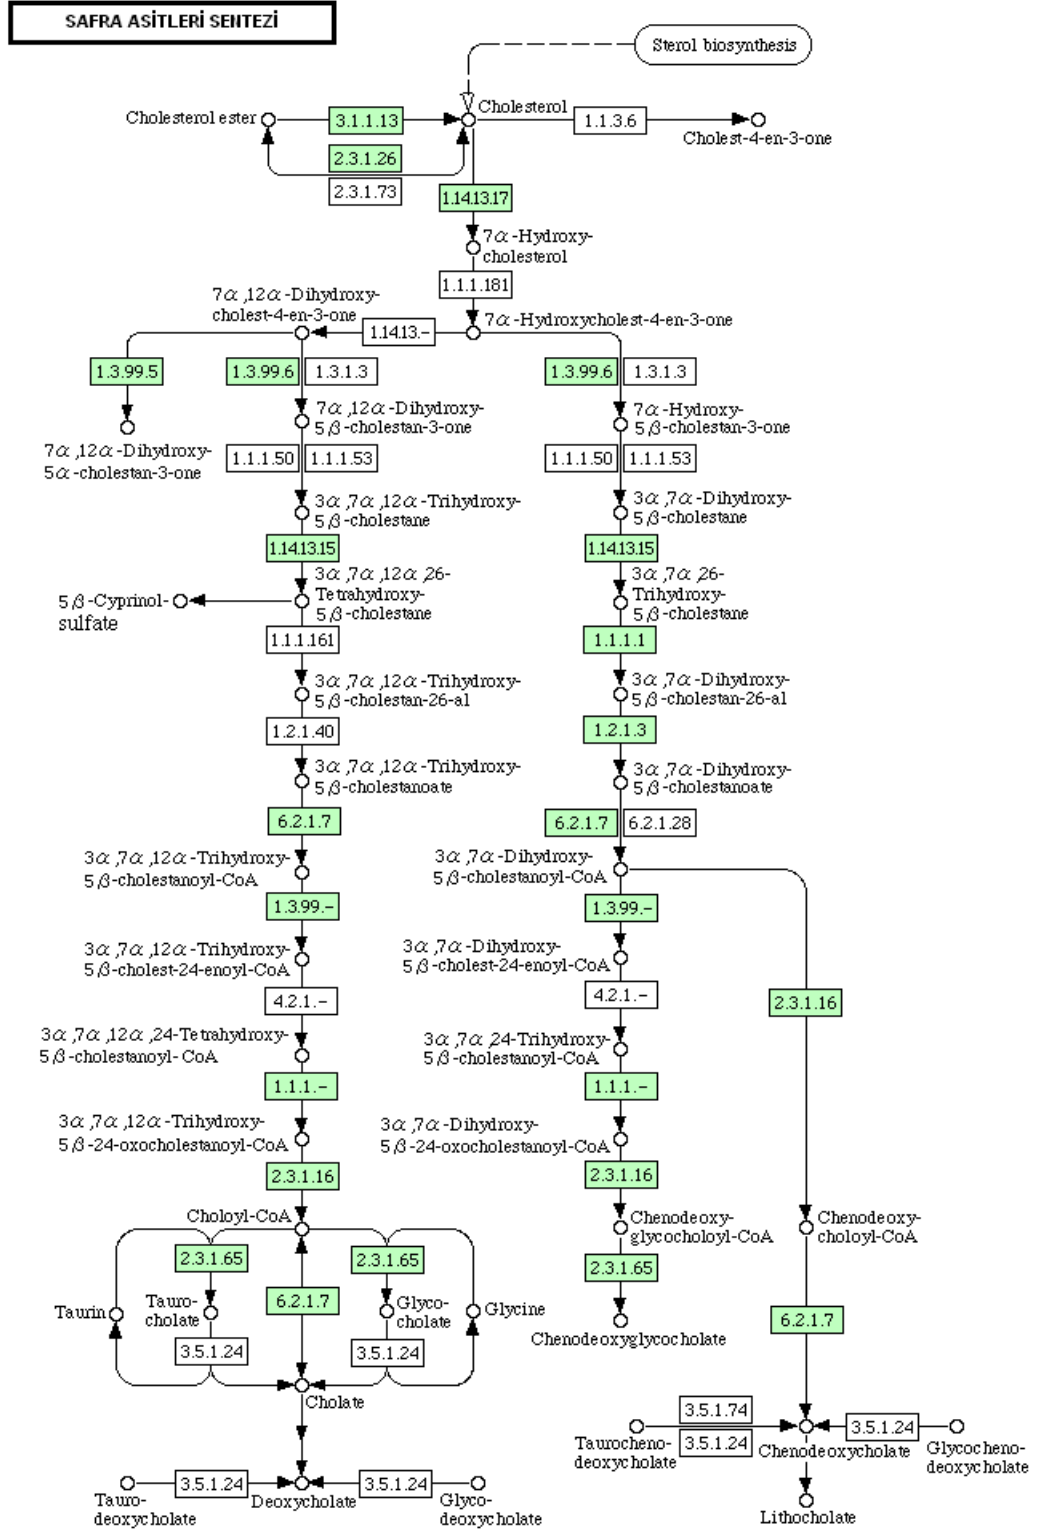 SAFRA ASİTLERİ SENTEZİ
Sterol biosynthesis
Cholesterol ester
3.1.1.13
Cholesterol
1.1.3.6
Cholest-4-en-3-one
2.3.1.26
2.3.1.73
1.14.13.17
7α-Hydroxy-
cholesterol
1.1.1.181
7α,12α-Dihydroxy-
cholest-4-en-3-one
1.14.13.–
7α-Hydroxycholest-4-en-3-one
1.3.99.5
1.3.99.6
1.3.1.3
1.3.99.6
1.3.1.3
7α,12α-Dihydroxy-
5β-cholestan-3-one
7α-Hydroxy-
5β-cholestan-3-one
7α,12α-Dihydroxy-
5α-cholestan-3-one
1.1.1.50
1.1.1.53
1.1.1.50
1.1.1.53
3α,7α,12α-Trihydroxy-
5β-cholestane
3α,7α-Dihydroxy-
5β-cholestane
1.14.13.15
1.14.13.15
3α,7α,12α,26-
Tetrahydroxy-
5β-cholestane
3α,7α,26-
Trihydroxy-
5β-cholestane
5β-Cyprinol-
sulfate
1.1.1.161
1.1.1.1
3α,7α,12α-Trihydroxy-
5β-cholestan-26-al
3α,7α-Dihydroxy-
5β-cholestan-26-al
1.2.1.40
1.2.1.3
3α,7α,12α-Trihydroxy-
5β-cholestanoate
3α,7α-Dihydroxy-
5β-cholestanoate
6.2.1.7
6.2.1.7
6.2.1.28
3α,7α,12α-Trihydroxy-
5β-cholestanoyl-CoA
3α,7α-Dihydroxy-
5β-cholestanoyl-CoA
1.3.99.–
1.3.99.–
3α,7α,12α-Trihydroxy-
5β-cholest-24-enoyl-CoA
3α,7α-Dihydroxy-
5β-cholest-24-enoyl-CoA
4.2.1.–
4.2.1.–
2.3.1.16
3α,7α,12α,24-Tetrahydroxy-
5β-cholestanoyl-CoA
3α,7α,24-Trihydroxy-
5β-cholestanoyl-CoA
1.1.1.–
1.1.1.–
3α,7α,12α-Trihydroxy-
5β-24-oxocholestanoyl-CoA
3α,7α-Dihydroxy-
5β-24-oxocholestanoyl-CoA
2.3.1.16
2.3.1.16
Choloyl-CoA
Chenodeoxy-
glycocholoyl-CoA
Chenodeoxy-
choloyl-CoA
2.3.1.65
2.3.1.65
2.3.1.65
Taurin
Tauro-
cholate
6.2.1.7
Glyco-
cholate
Glycine
6.2.1.7
Chenodeoxyglycocholate
3.5.1.24
3.5.1.24
Cholate
3.5.1.74
3.5.1.24
3.5.1.24
Taurocheno-
deoxycholate
Chenodeoxycholate
Glycocheno-
deoxycholate
3.5.1.24
3.5.1.24
Tauro-
deoxycholate
Deoxycholate
Glyco-
deoxycholate
Lithocholate